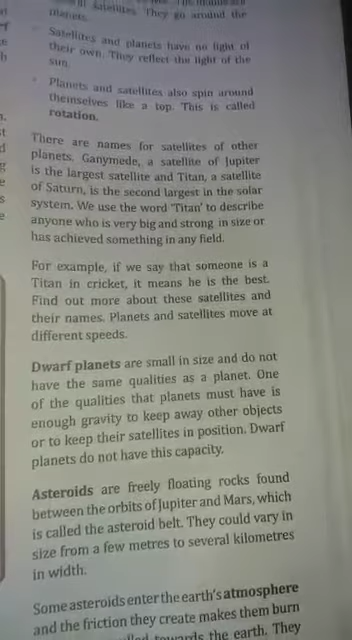 satellites. They go around the
planets.
Satellites and planets have no light of
their own. They reflect the light of the
sun.
Planets and satellites also spin around
themselves like a top. This is called
rotation.
There are names for satellites of other
planets. Ganymede, a satellite of Jupiter
is the largest satellite and Titan, a satellite
of Saturn, is the second largest in the solar
system. We use the word 'Titan' to describe
anyone who is very big and strong in size or
has achieved something in any field.
For example, if we say that someone is a
Titan in cricket, it means he is the best.
Find out more about these satellites and
their names. Planets and satellites move at
different speeds.
Dwarf planets are small in size and do not
have the same qualities as a planet. One
of the qualities that planets must have is
enough gravity to keep away other objects
or to keep their satellites in position. Dwarf
planets do not have this capacity.
Asteroids are freely floating rocks found
between the orbits of Jupiter and Mars, which
is called the asteroid belt. They could vary in
size from a few metres to several kilometres
in width.
Some asteroids enter the earth's atmosphere
and the friction they create makes them burn
towards the earth. They